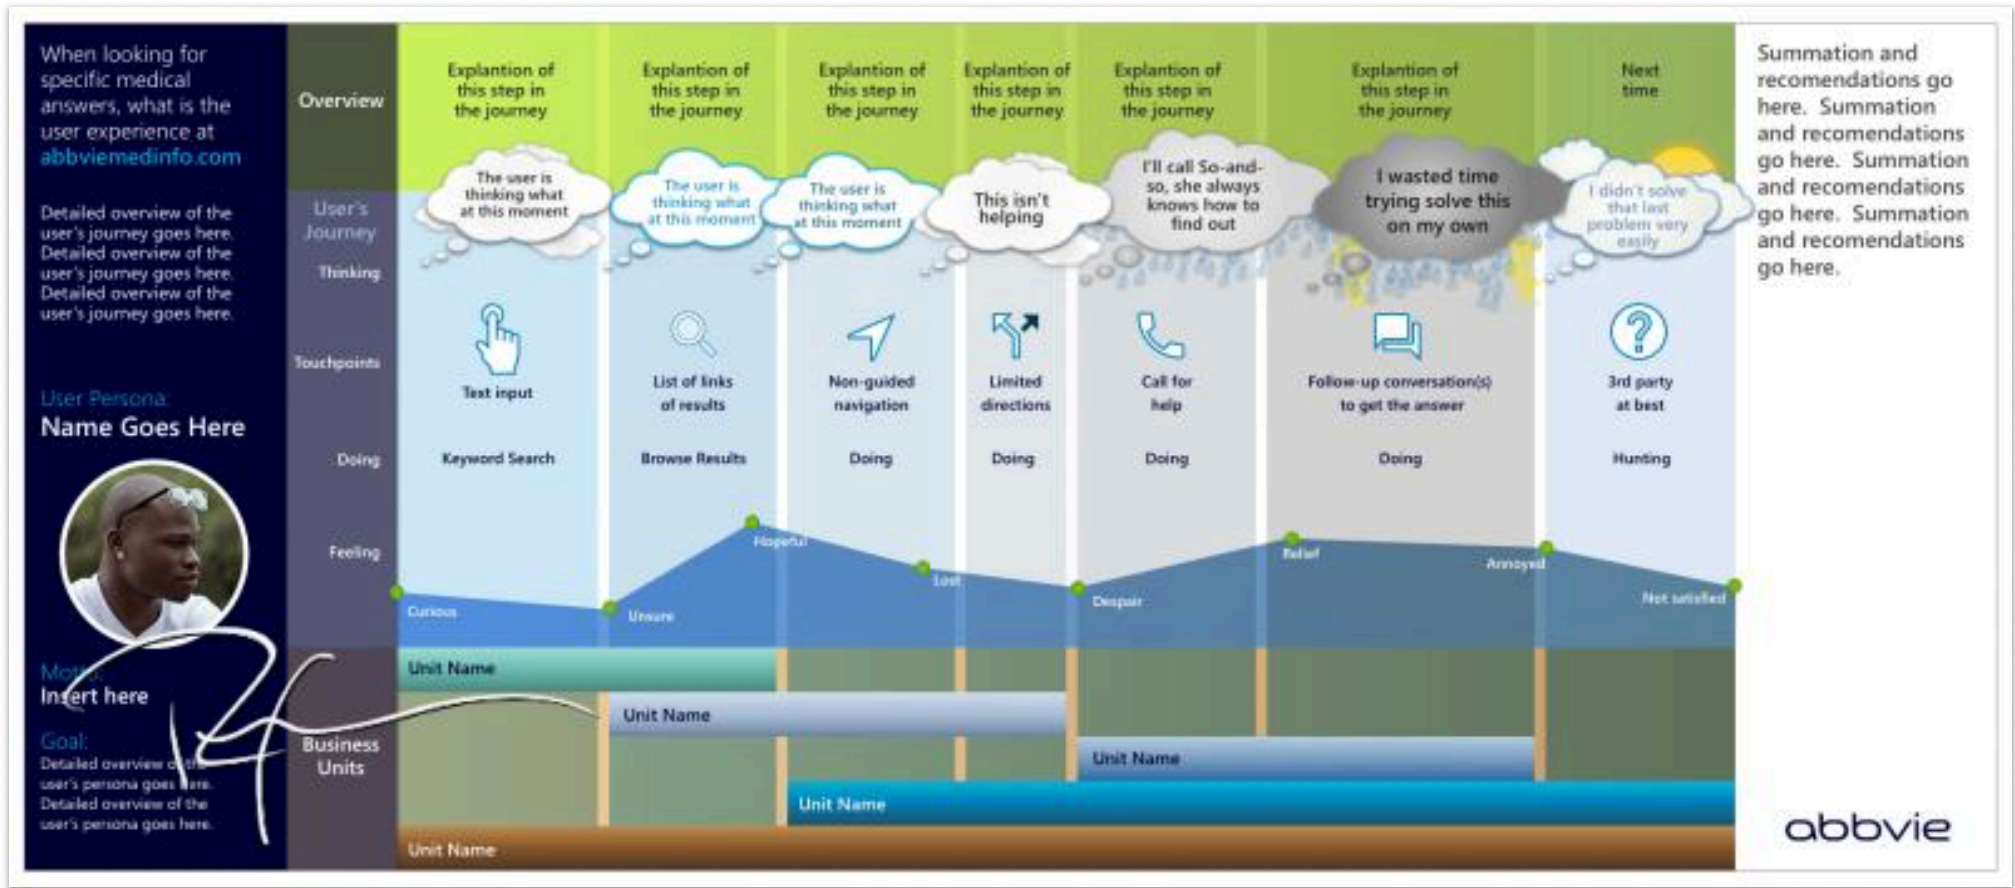 When looking for
specific medical
answers, what is the
user experience at
abbviemedinfo.com
Detailed overview of the
user's journey goes here.
Detailed overview of the
user's journey goes here.
Detailed overview of the
user's journey goes here.
User Persona:
Name Goes Here
Motto:
Insert here
Goal:
Detailed overview of the
user's persona goes here.
Detailed overview of the
user's persona goes here.
Overview
Explantion of
this step in
the journey
Explantion of
this step in
the journey
Explantion of
this step in
the journey
Explantion of
this step in
the journey
Explantion of
this step in
the journey
Explantion of
this step in
the journey
Next
time
User's
Journey
Thinking
The user is
thinking what
at this moment
The user is
thinking what
at this moment
The user is
thinking what
at this moment
This isn't
helping
I'll call So-and-
so, she always
knows how to
find out
I wasted time
trying solve this
on my own
I didn't solve
that last
problem very
easily
Touchpoints
Text input
List of links
of results
Non-guided
navigation
Limited
directions
Call for
help
Follow-up conversation(s)
to get the answer
3rd party
at best
Doing
Keyword Search
Browse Results
Doing
Doing
Doing
Doing
Hunting
Feeling
Curious
Unsure
Hopeful
Lost
Despair
Relief
Annoyed
Not satisfied
Business
Units
Unit Name
Unit Name
Unit Name
Unit Name
Unit Name
Summation and
recomendations go
here. Summation
and recomendations
go here. Summation
and recomendations
go here. Summation
and recomendations
go here.
abbvie